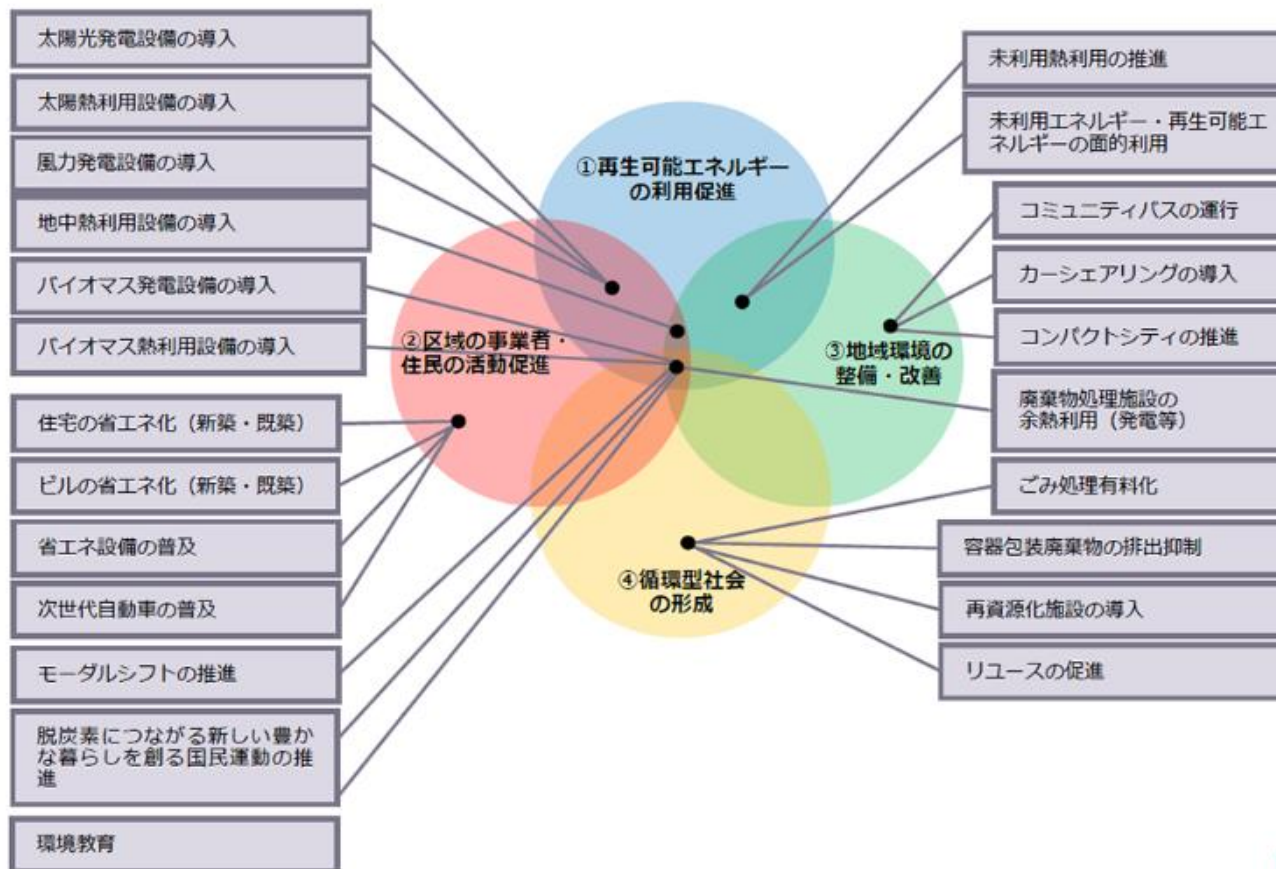 太陽光発電設備の導入
太陽熱利用設備の導入
風力発電設備の導入
地中熱利用設備の導入
バイオマス発電設備の導入
バイオマス熱利用設備の導入
住宅の省エネ化（新築・既築）
ビルの省エネ化（新築・既築）
省エネ設備の普及
次世代自動車の普及
モーダルシフトの推進
脱炭素につながる新しい豊か
な暮らしを創る国民運動の推
進
環境教育
①再生可能エネルギー
の利用促進
②区域の事業者・
住民の活動促進
③地域環境の
整備・改善
④循環型社会
の形成
未利用熱利用の推進
未利用エネルギー・再生可能エ
ネルギーの面的利用
コミュニティバスの運行
カーシェアリングの導入
コンパクトシティの推進
廃棄物処理施設の
余熱利用（発電等）
ごみ処理有料化
容器包装廃棄物の排出抑制
再資源化施設の導入
リユースの促進